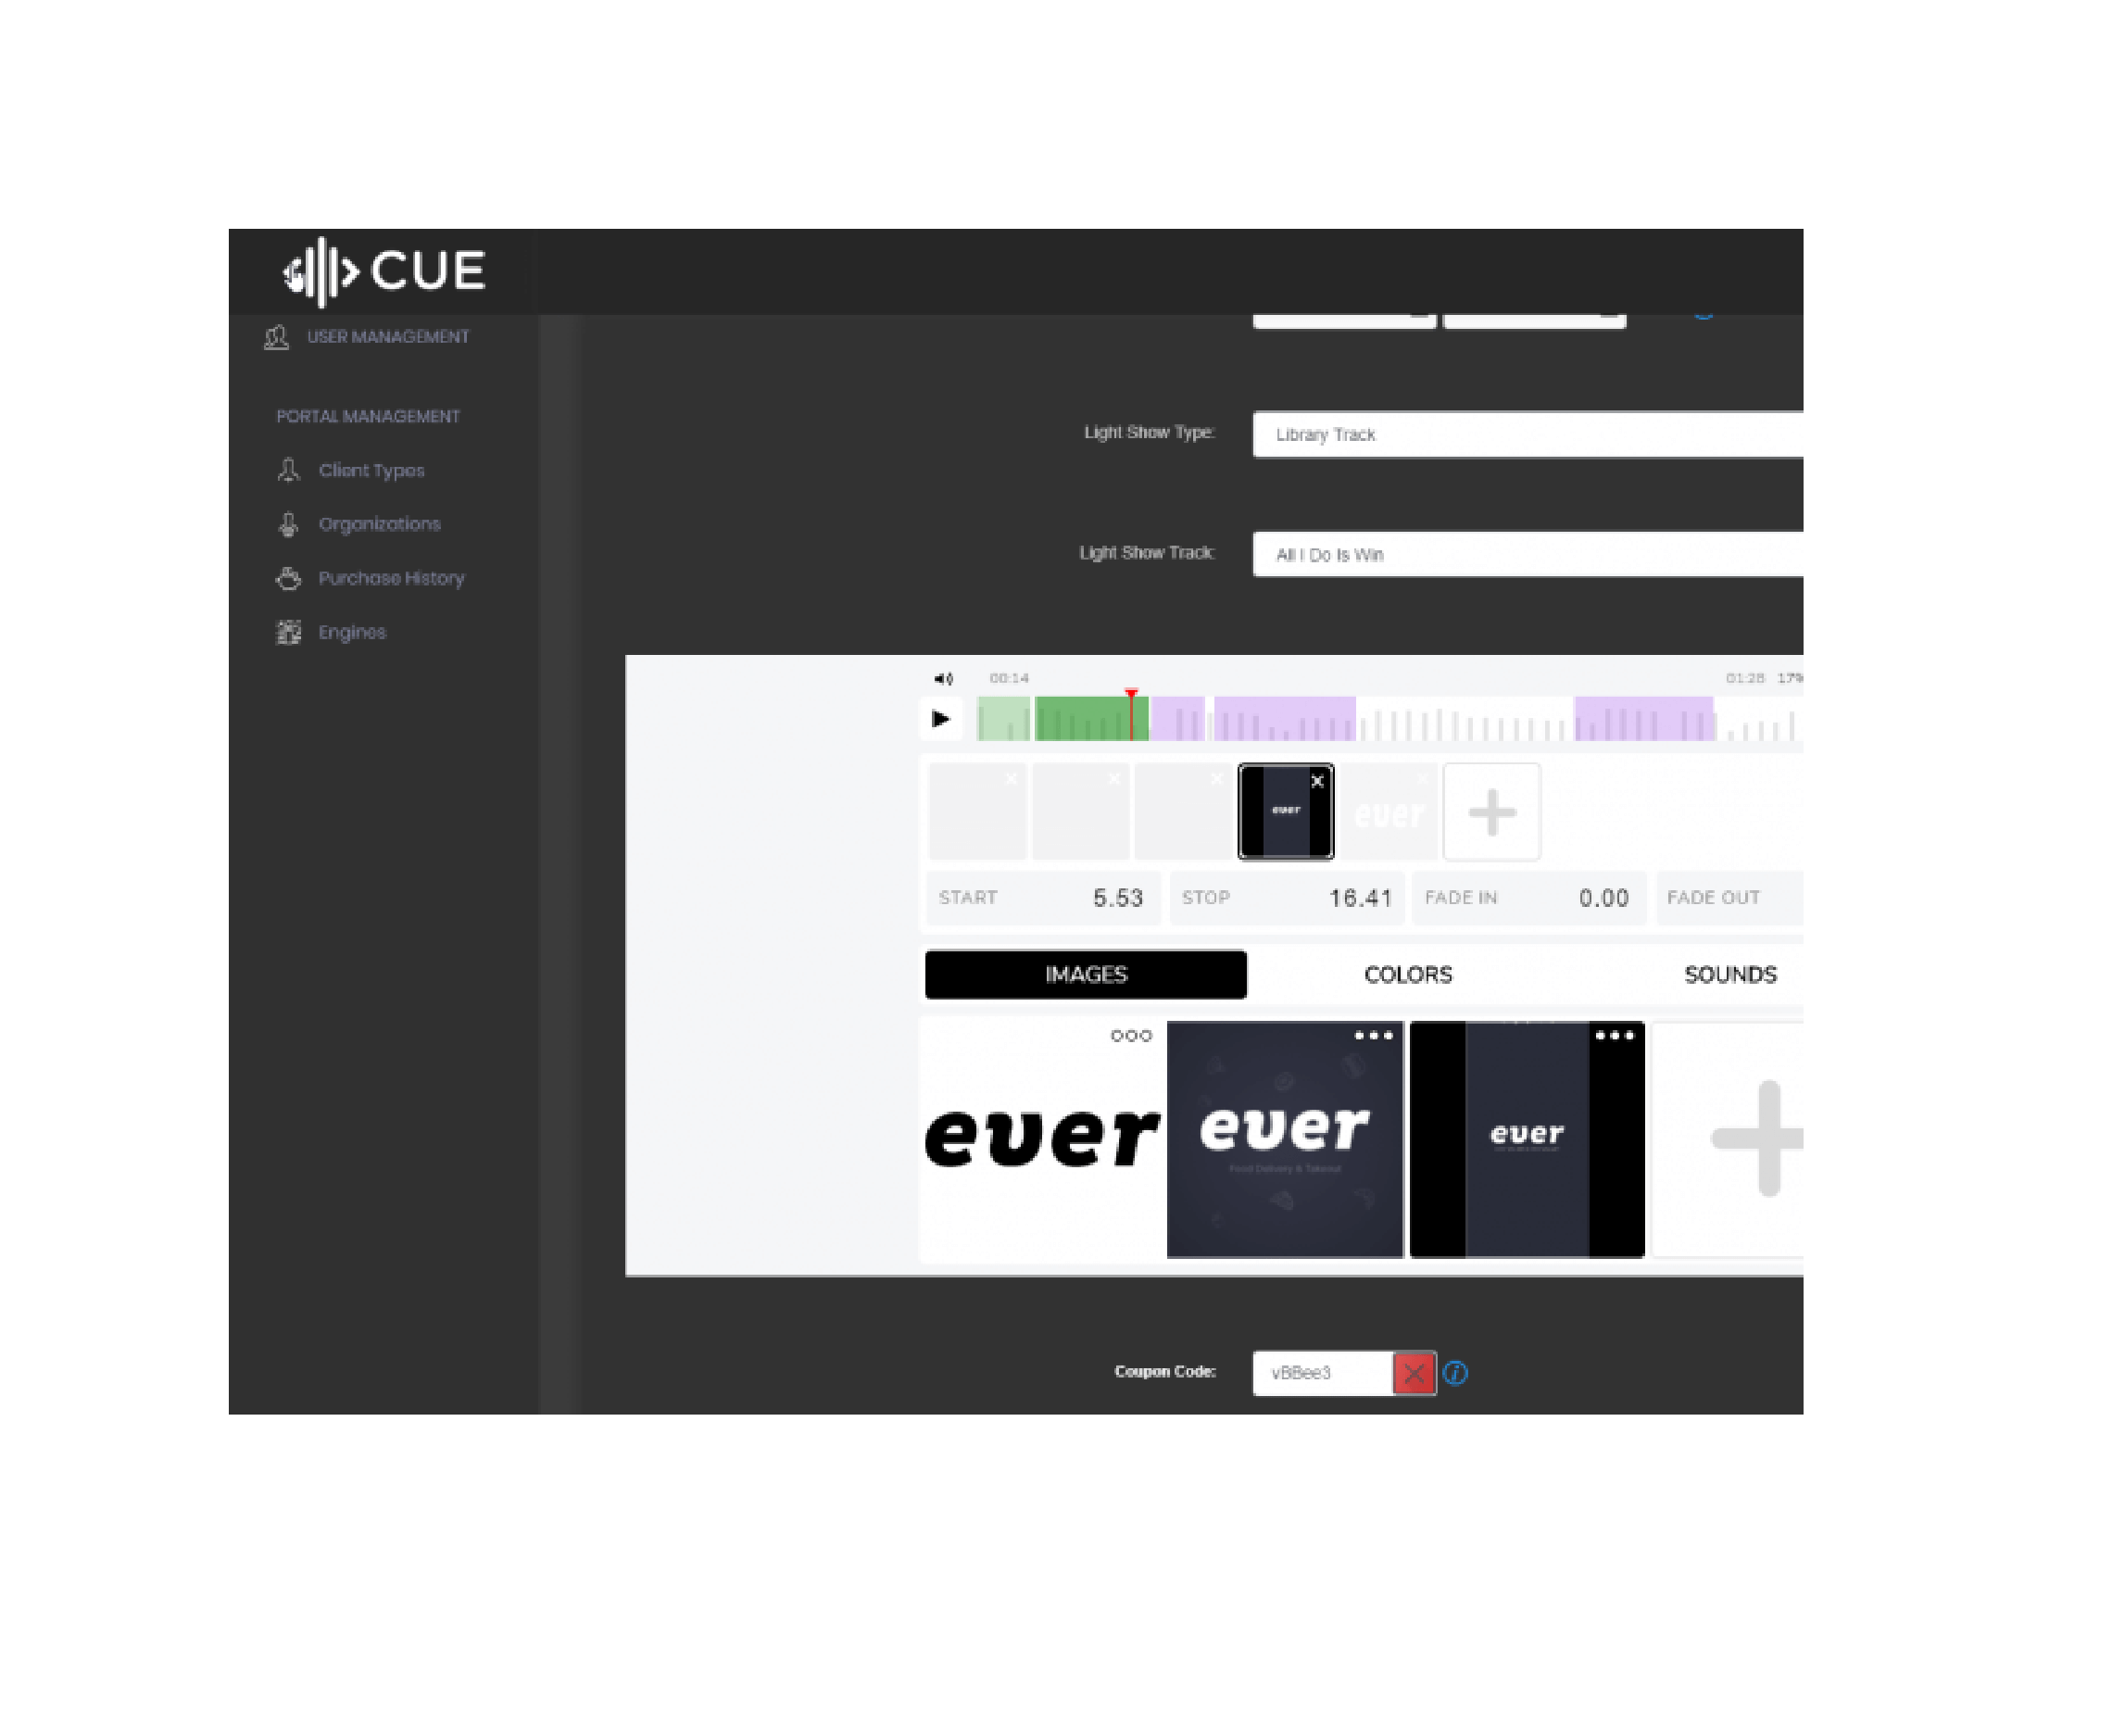 CUE
USER MANAGEMENT
PORTAL MANAGEMENT
Client Types
Organizations
Purchase History
Engines
Light Show Type:
Library Track
Light Show Track:
All I Do Is Win
00:14
01:28 17%
ever
ever
START 5.53 STOP 16.41 FADE IN 0.00 FADE OUT
IMAGES COLORS SOUNDS
ever
ever
Food Delivery & Takeout
ever
Coupon Code:
vBBee3